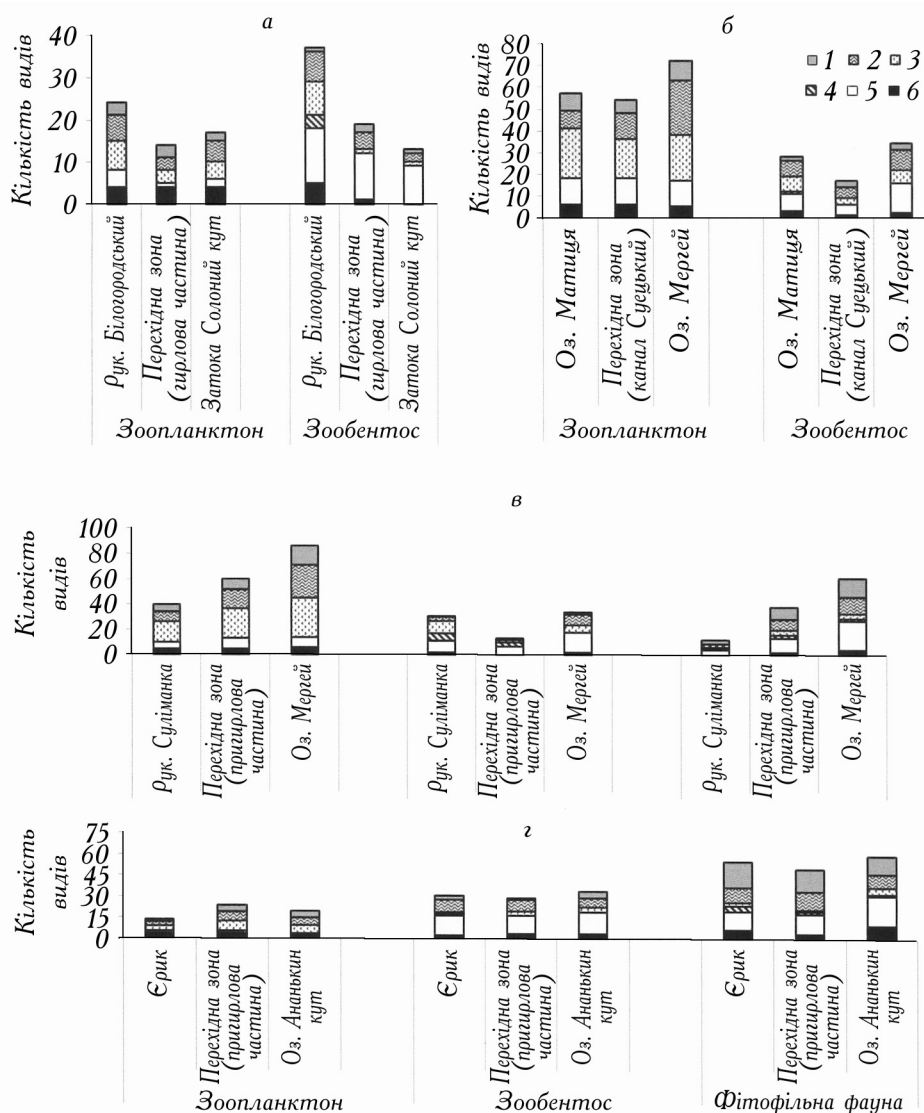 а
Кількість видів
40
30
20
10
0
Рук. Білогородський
Перехідна зона
(гирлова частина)
Затока Солоний кут
Рук. Білогородський
Перехідна зона
(гирлова частина)
Затока Солоний кут
Зоопланктон
Зообентос
б
Кількість видів
80
70
60
50
40
30
20
10
0
1 2 3
4 5 6
Оз. Матиця
Перехідна зона
(канал Суецький)
Оз. Мергей
Оз. Матиця
Перехідна зона
(канал Суецький)
Оз. Мергей
Зоопланктон
Зообентос
в
Кількість
видів
100
80
60
40
20
0
Рук. Суліманка
Перехідна зона
(пригирлова
частина)
Оз. Мергей
Рук. Суліманка
Перехідна зона
(пригирлова
частина)
Оз. Мергей
Рук. Суліманка
Перехідна зона
(пригирлова
частина)
Оз. Мергей
г
Кількість
видів
75
60
45
30
15
0
Єрик
Перехідна зона
(пригирлова
частина)
Оз. Ананькин
кут
Єрик
Перехідна зона
(пригирлова
частина)
Оз. Ананькин
кут
Єрик
Перехідна зона
(пригирлова
частина)
Оз. Ананькин
кут
Зоопланктон
Зообентос
Фітофільна фауна